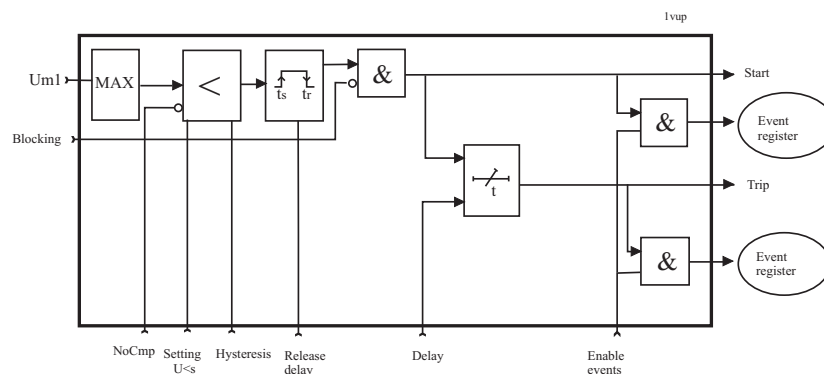 1vup
Um1
MAX
<
ts
tr
&
Start
&
Event
register
Blocking
t
Trip
&
Event
register
NoCmp
Setting
U<s
Hysteresis
Release
delay
Delay
Enable
events